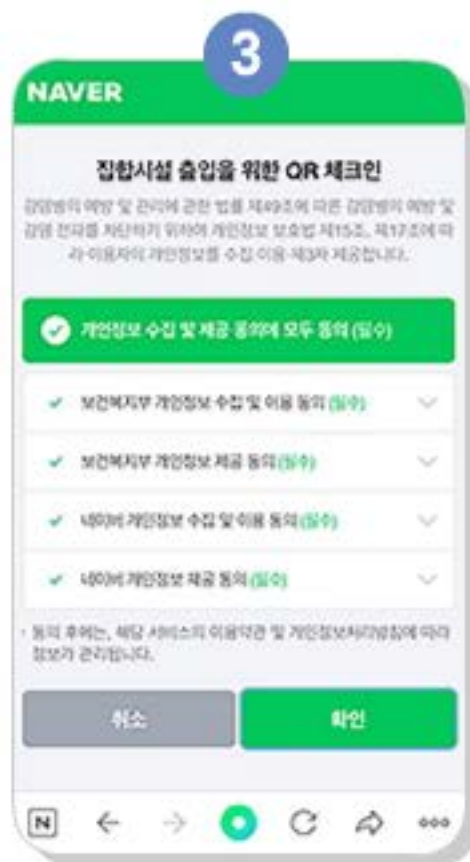 3
NAVER
집합시설 출입을 위한 QR 체크인
감염병의 예방 및 관리에 관한 법률 제49조에 따른 감염병의 예방 및
감염 전파를 차단하기 위하여 개인정보 보호법 제15조, 제17조에 따
라 이용자의 개인정보를 수집·이용·제3자 제공합니다.
개인정보 수집 및 제공 동의에 모두 동의 (필수)
보건복지부 개인정보 수집 및 이용 동의 (필수)
보건복지부 개인정보 제공 동의 (필수)
네이버 개인정보 수집 및 이용 동의 (필수)
네이버 개인정보 제공 동의 (필수)
· 동의 후에는, 해당 서비스의 이용약관 및 개인정보처리방침에 따라
정보가 관리됩니다.
취소
확인
N